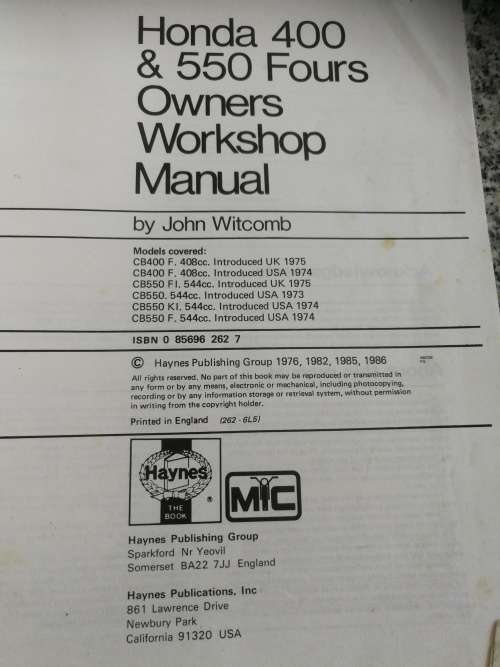 Honda 400
& 550 Fours
Owners
Workshop
Manual
by John Witcomb
Models covered:
CB400 F. 408cc. Introduced UK 1975
CB400 F. 408cc. Introduced USA 1974
CB550 FI. 544cc. Introduced UK 1975
CB550. 544cc. Introduced USA 1973
CB550 KI. 544cc. Introduced USA 1974
CB550 F. 544cc. Introduced USA 1974
ISBN 0 85696 262 7
© Haynes Publishing Group 1976, 1982, 1985, 1986
All rights reserved. No part of this book may be reproduced or transmitted in
any form or by any means, electronic or mechanical, including photocopying,
recording or by any information storage or retrieval system, without permission
in writing from the copyright holder.
Printed in England (262 - 6L5)
Haynes
®
THE
BOOK
MTC
Haynes Publishing Group
Sparkford Nr Yeovil
Somerset BA22 7JJ England
Haynes Publications, Inc
861 Lawrence Drive
Newbury Park
California 91320 USA